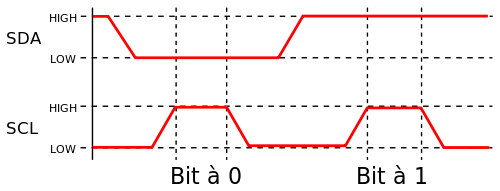 HIGH
SDA
LOW
HIGH
SCL
LOW
Bit à 0 Bit à 1